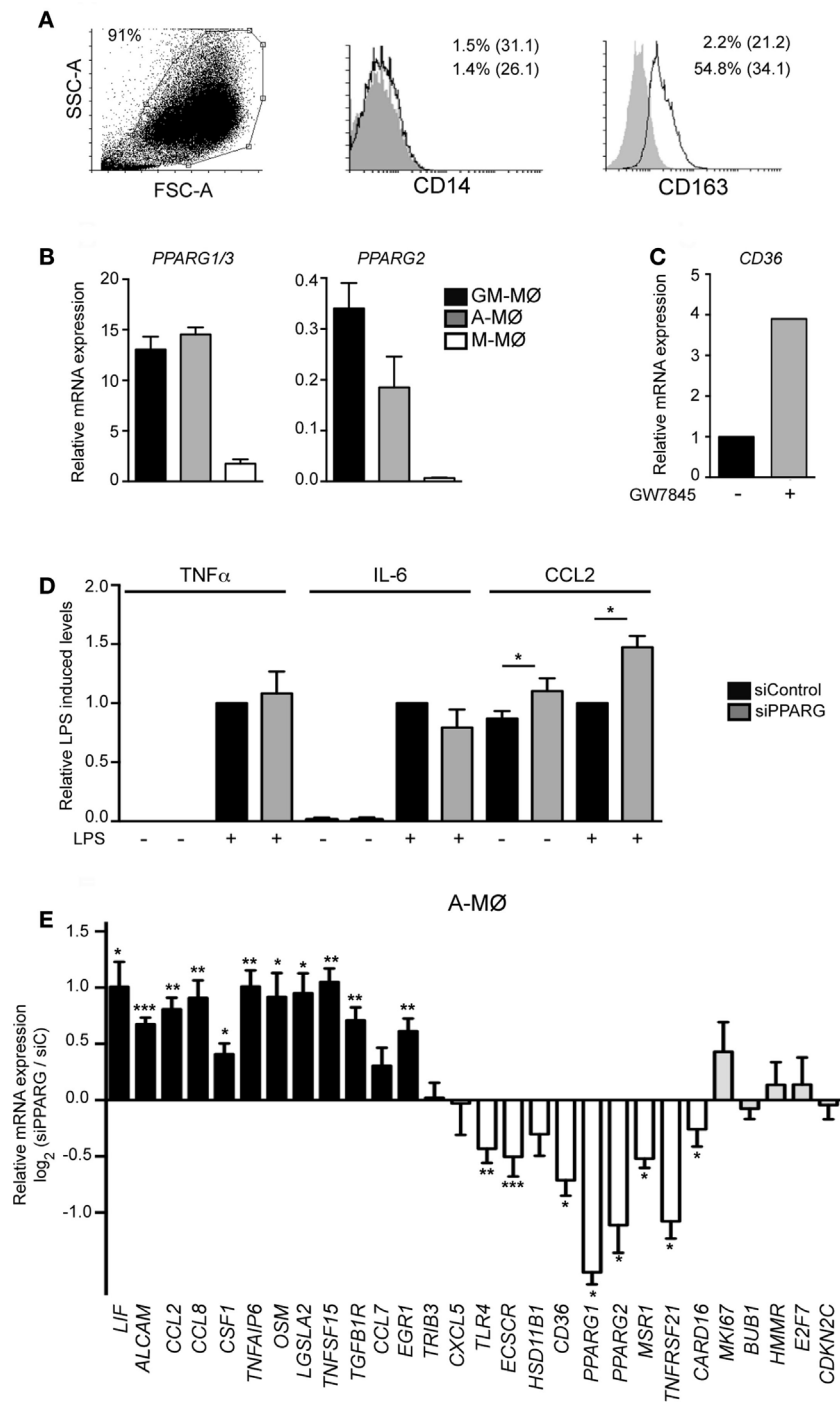 A
91%
SSC-A
FSC-A
1.5% (31.1)
1.4% (26.1)
CD14
2.2% (21.2)
54.8% (34.1)
CD163
B
PPARG1/3
Relative mRNA expression
20
15
10
5
0
PPARG2
0.4
0.3
0.2
0.1
0.0
GM-MØ
A-MØ
M-MØ
C
CD36
Relative mRNA expression
5
4
3
2
1
0
GW7845
- +
D
TNFα IL-6 CCL2
Relative LPS induced levels
2.0
1.5
1.0
0.5
0.0
* *
LPS - - + + - - + + - - + +
siControl
siPPARG
E
A-MØ
Relative mRNA expression
log2 (siPPARG / siC)
1.0
0.5
0.0
-0.5
-1.0
* *** ** ** * ** * * ** ** **
** *** * * * * * *
LIF
ALCAM
CCL2
CCL8
CSF1
TNFAIP6
OSM
LGSLA2
TNFSF15
TGFB1R
CCL7
EGR1
TRIB3
CXCL5
TLR4
ECSCR
HSD11B1
CD36
PPARG1
PPARG2
MSR1
TNFRSF21
CARD16
MKI67
BUB1
HMMR
E2F7
CDKN2C